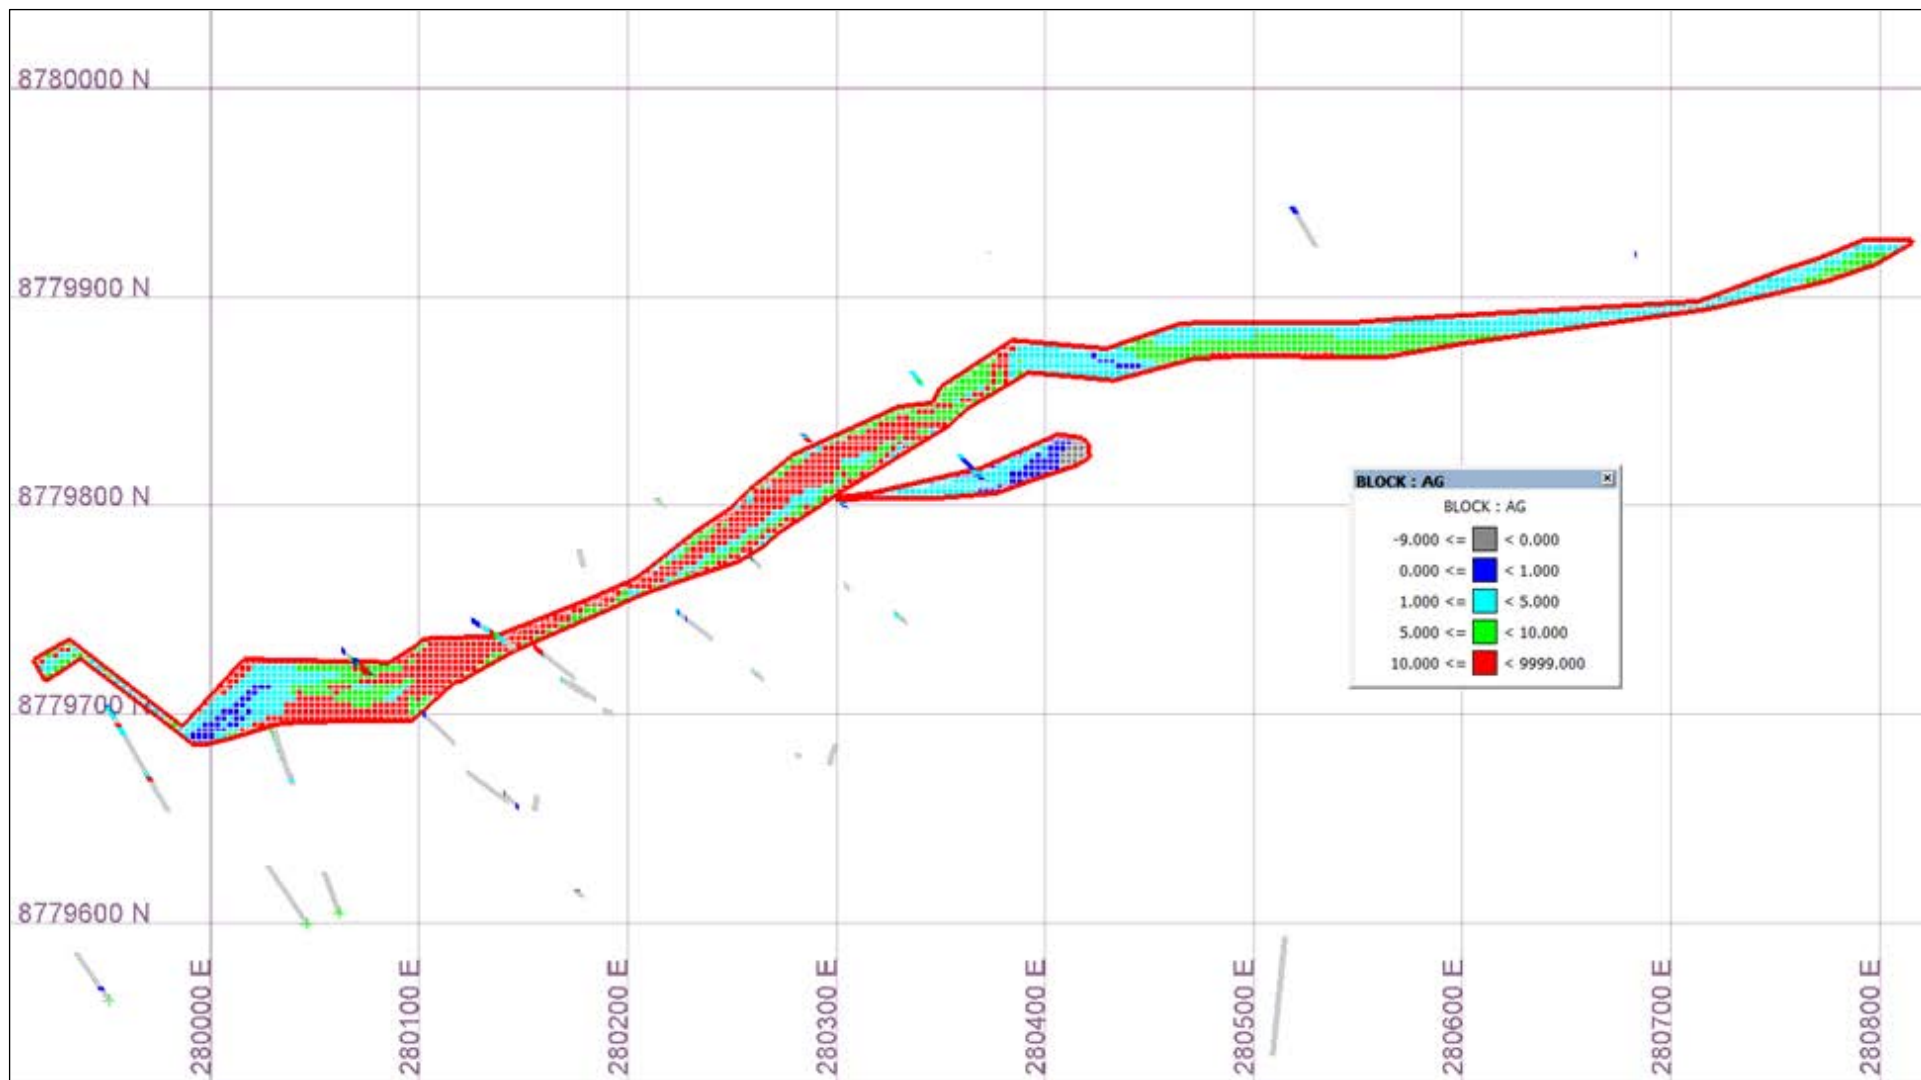 8780000 N
8779900 N
8779800 N
8779700 N
8779600 N
BLOCK : AG
BLOCK : AG
-9.000 <= < 0.000
0.000 <= < 1.000
1.000 <= < 5.000
5.000 <= < 10.000
10.000 <= < 9999.000
280000 E
280100 E
280200 E
280300 E
280400 E
280500 E
280600 E
280700 E
280800 E